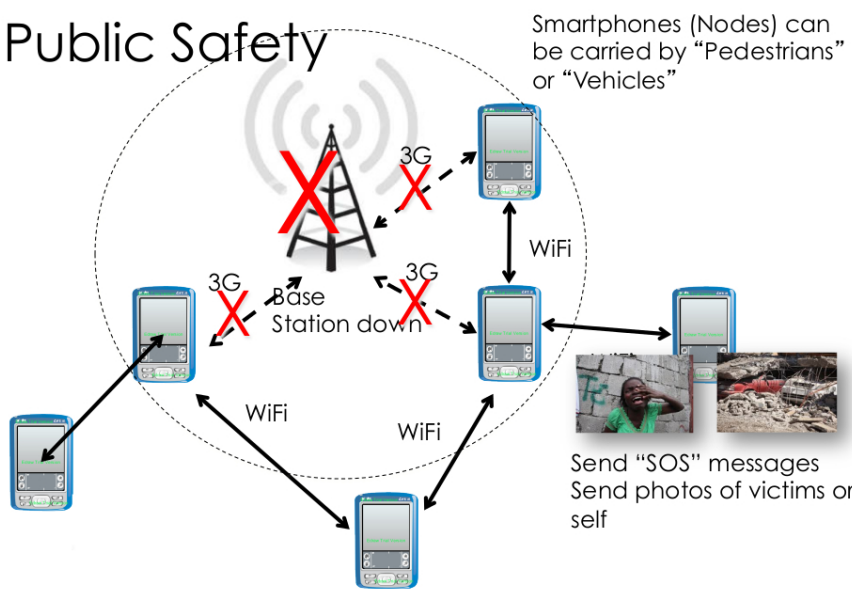 Public Safety
Smartphones (Nodes) can
be carried by “Pedestrians”
or “Vehicles”
3G
WiFi
3G
3G
Base
Station down
WiFi
WiFi
Send “SOS” messages
Send photos of victims or
self